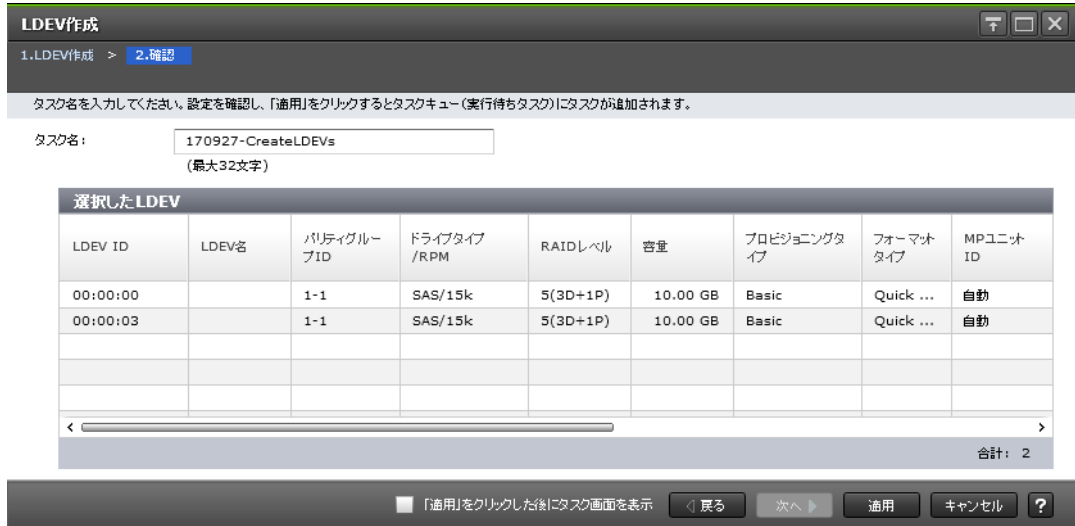 LDEV作成
1.LDEV作成 > 2.確認
タスク名を入力してください。設定を確認し、「適用」をクリックするとタスクキュー(実行待ちタスク)にタスクが追加されます。
タスク名: 170927-CreateLDEVs
(最大32文字)
選択したLDEV
LDEV ID LDEV名 パリティグループID ドライブタイプ/RPM RAIDレベル 容量 プロビジョニングタイプ フォーマットタイプ MPユニットID
00:00:00 1-1 SAS/15k 5(3D+1P) 10.00 GB Basic Quick ... 自動
00:00:03 1-1 SAS/15k 5(3D+1P) 10.00 GB Basic Quick ... 自動
合計: 2
「適用」をクリックした後にタスク画面を表示 戻る 次へ 適用 キャンセル ?